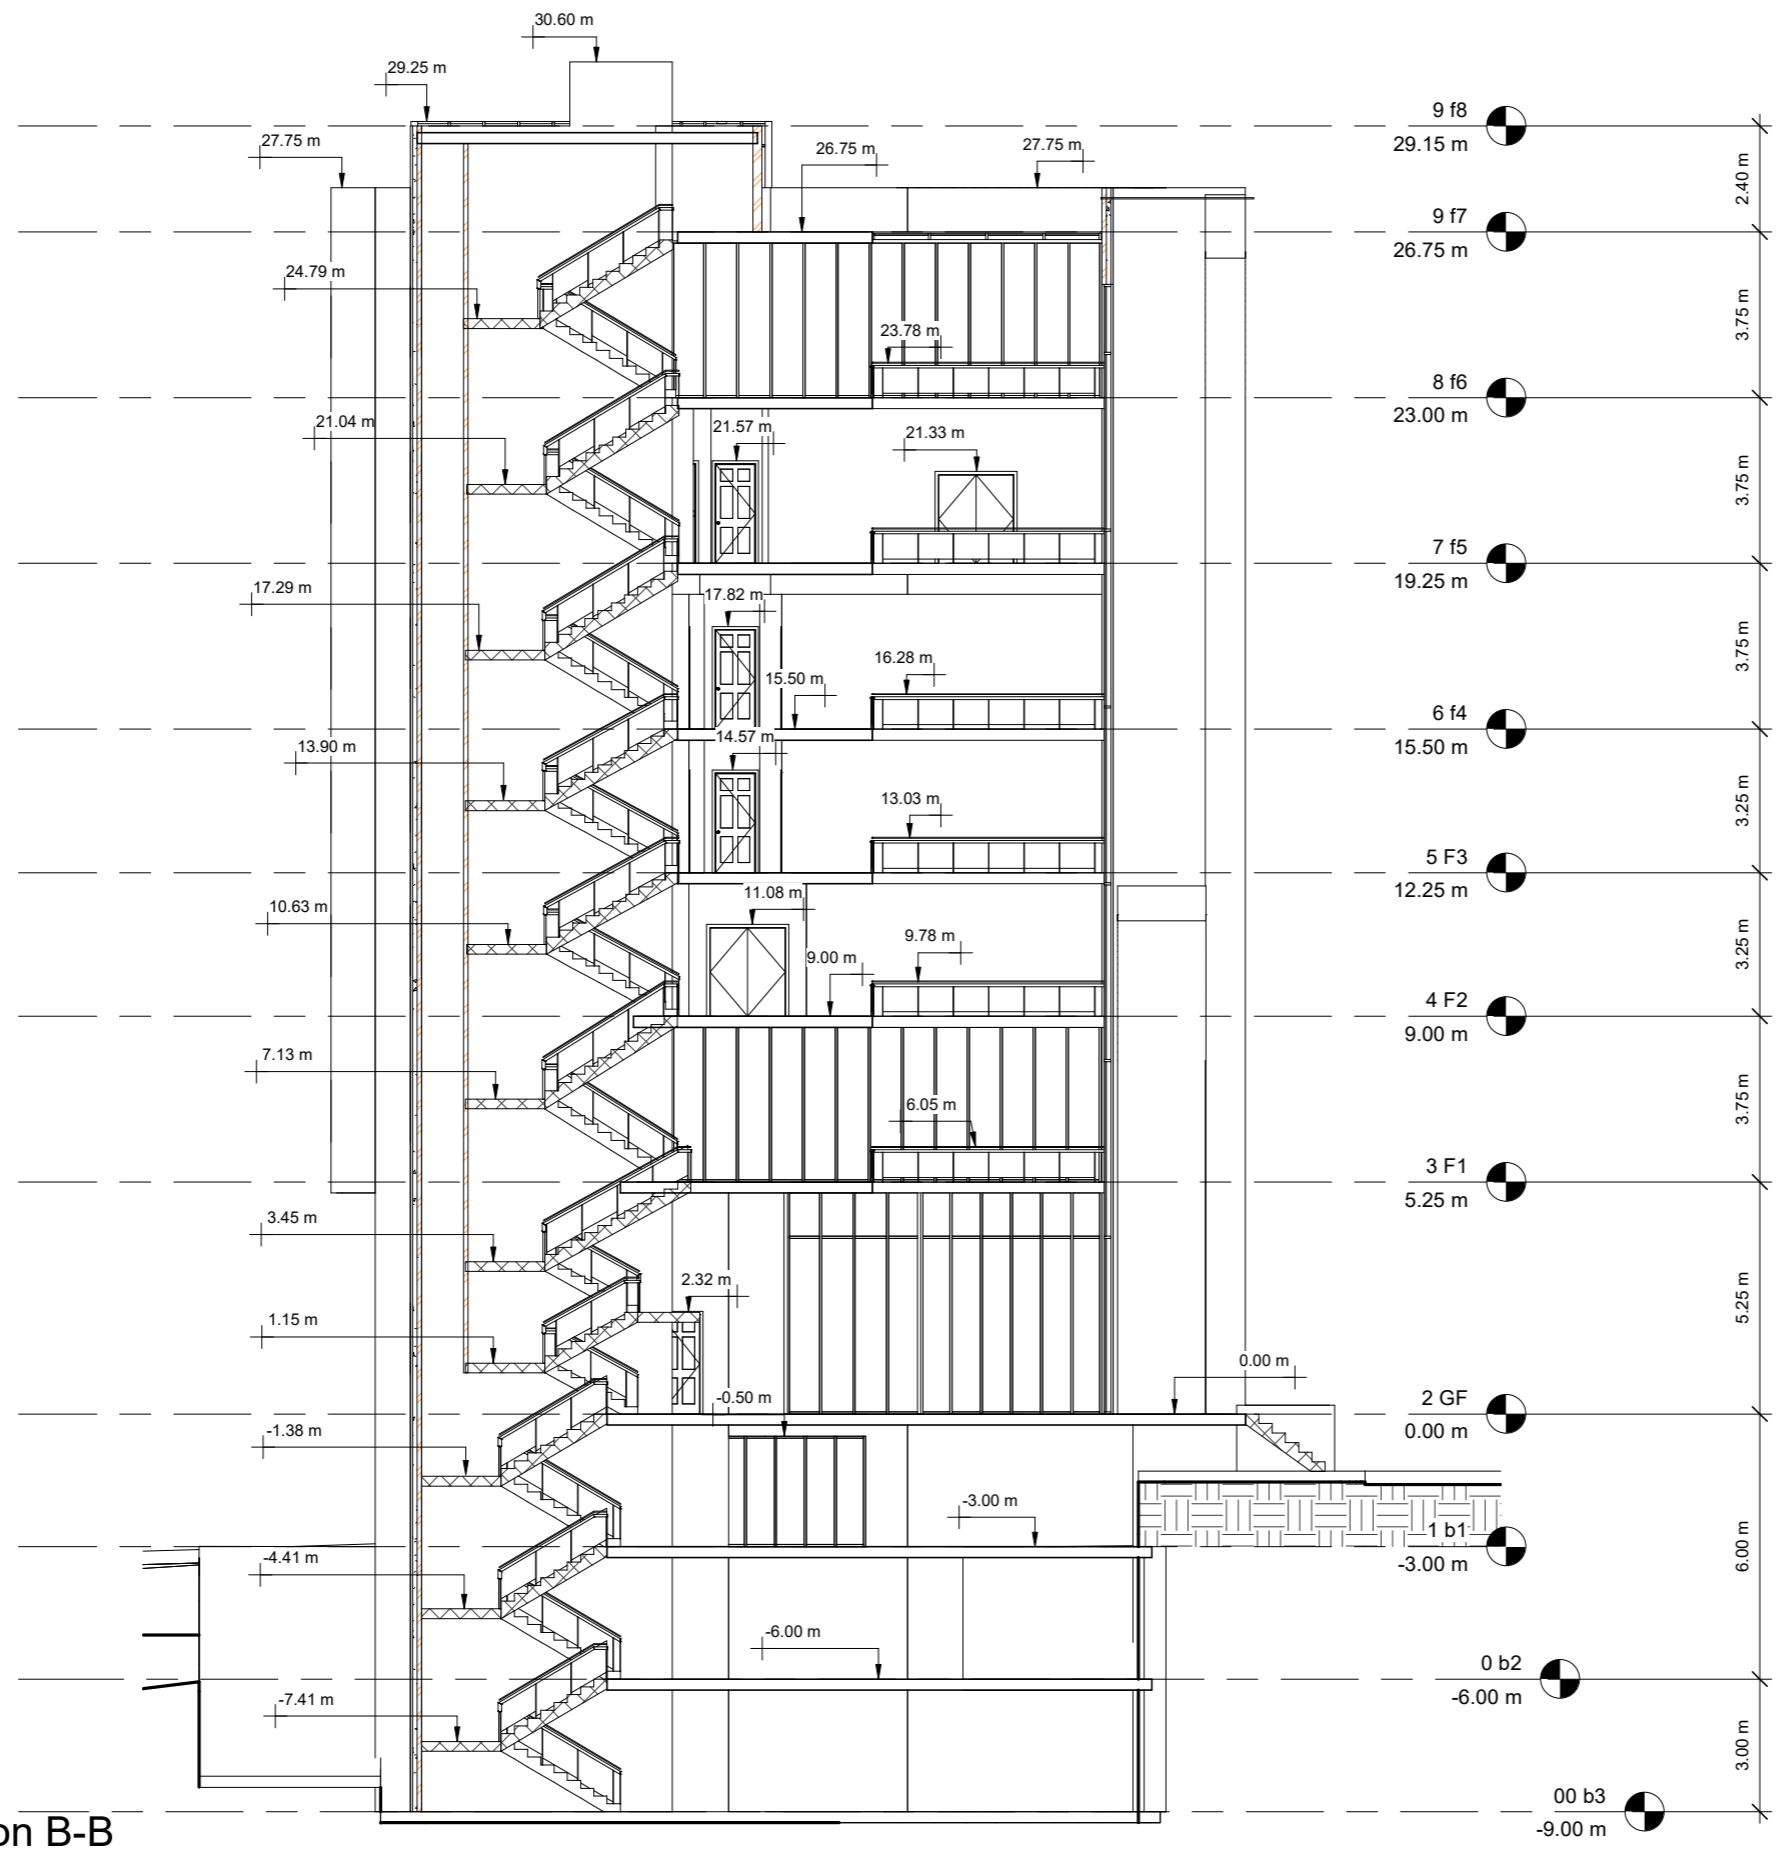 30.60 m
29.25 m
9 f8
29.15 m
27.75 m
26.75 m
27.75 m
2.40 m
9 f7
26.75 m
24.79 m
3.75 m
23.78 m
8 f6
23.00 m
21.04 m
21.57 m
21.33 m
3.75 m
7 f5
19.25 m
17.29 m
17.82 m
3.75 m
16.28 m
15.50 m
6 f4
15.50 m
13.90 m
14.57 m
3.25 m
13.03 m
5 F3
12.25 m
11.08 m
10.63 m
9.78 m
3.25 m
9.00 m
4 F2
9.00 m
7.13 m
3.75 m
6.05 m
3 F1
5.25 m
3.45 m
2.32 m
5.25 m
1.15 m
0.00 m
-0.50 m
2 GF
0.00 m
-1.38 m
-3.00 m
1 b1
-3.00 m
6.00 m
-4.41 m
-6.00 m
0 b2
-6.00 m
-7.41 m
3.00 m
00 b3
-9.00 m
on B-B